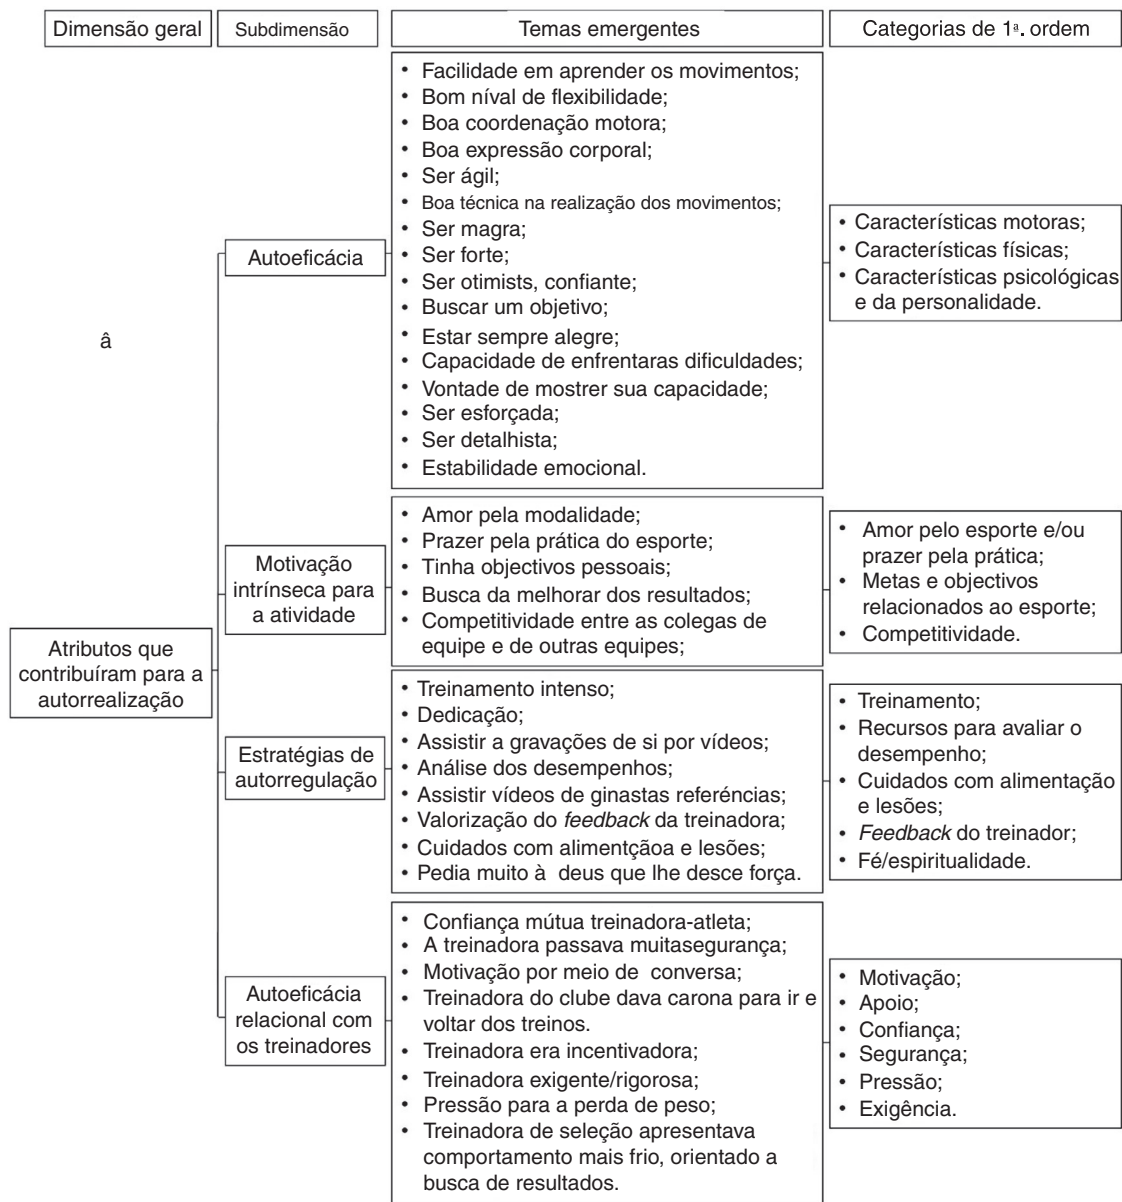 Dimensão geral
Subdimensão
Temas emergentes
Categorias de 1ª. ordem
â
Atributos que
contribuíram para a
autorrealização
Autoeficácia
• Facilidade em aprender os movimentos;
• Bom níval de flexibilidade;
• Boa coordenação motora;
• Boa expressão corporal;
• Ser ágil;
• Boa técnica na realização dos movimentos;
• Ser magra;
• Ser forte;
• Ser otimists, confiante;
• Buscar um objetivo;
• Estar sempre alegre;
• Capacidade de enfrentaras dificuldades;
• Vontade de mostrer sua capacidade;
• Ser esforçada;
• Ser detalhista;
• Estabilidade emocional.
• Características motoras;
• Características físicas;
• Características psicológicas
e da personalidade.
Motivação
intrínseca para
a atividade
• Amor pela modalidade;
• Prazer pela prática do esporte;
• Tinha objectivos pessoais;
• Busca da melhorar dos resultados;
• Competitividade entre as colegas de
equipe e de outras equipes;
• Amor pelo esporte e/ou
prazer pela prática;
• Metas e objectivos
relacionados ao esporte;
• Competitividade.
Estratégias de
autorregulação
• Treinamento intenso;
• Dedicação;
• Assistir a gravações de si por vídeos;
• Análise dos desempenhos;
• Assistir vídeos de ginastas referéncias;
• Valorização do feedback da treinadora;
• Cuidados com alimentçãoa e lesões;
• Pedia muito à deus que lhe desce força.
• Treinamento;
• Recursos para avaliar o
desempenho;
• Cuidados com alimentação
e lesões;
• Feedback do treinador;
• Fé/espiritualidade.
Autoeficácia
relacional com
os treinadores
• Confiança mútua treinadora-atleta;
• A treinadora passava muitasegurança;
• Motivação por meio de conversa;
• Treinadora do clube dava carona para ir e
voltar dos treinos.
• Treinadora era incentivadora;
• Treinadora exigente/rigorosa;
• Pressão para a perda de peso;
• Treinadora de seleção apresentava
comportamento mais frio, orientado a
busca de resultados.
• Motivação;
• Apoio;
• Confiança;
• Segurança;
• Pressão;
• Exigência.